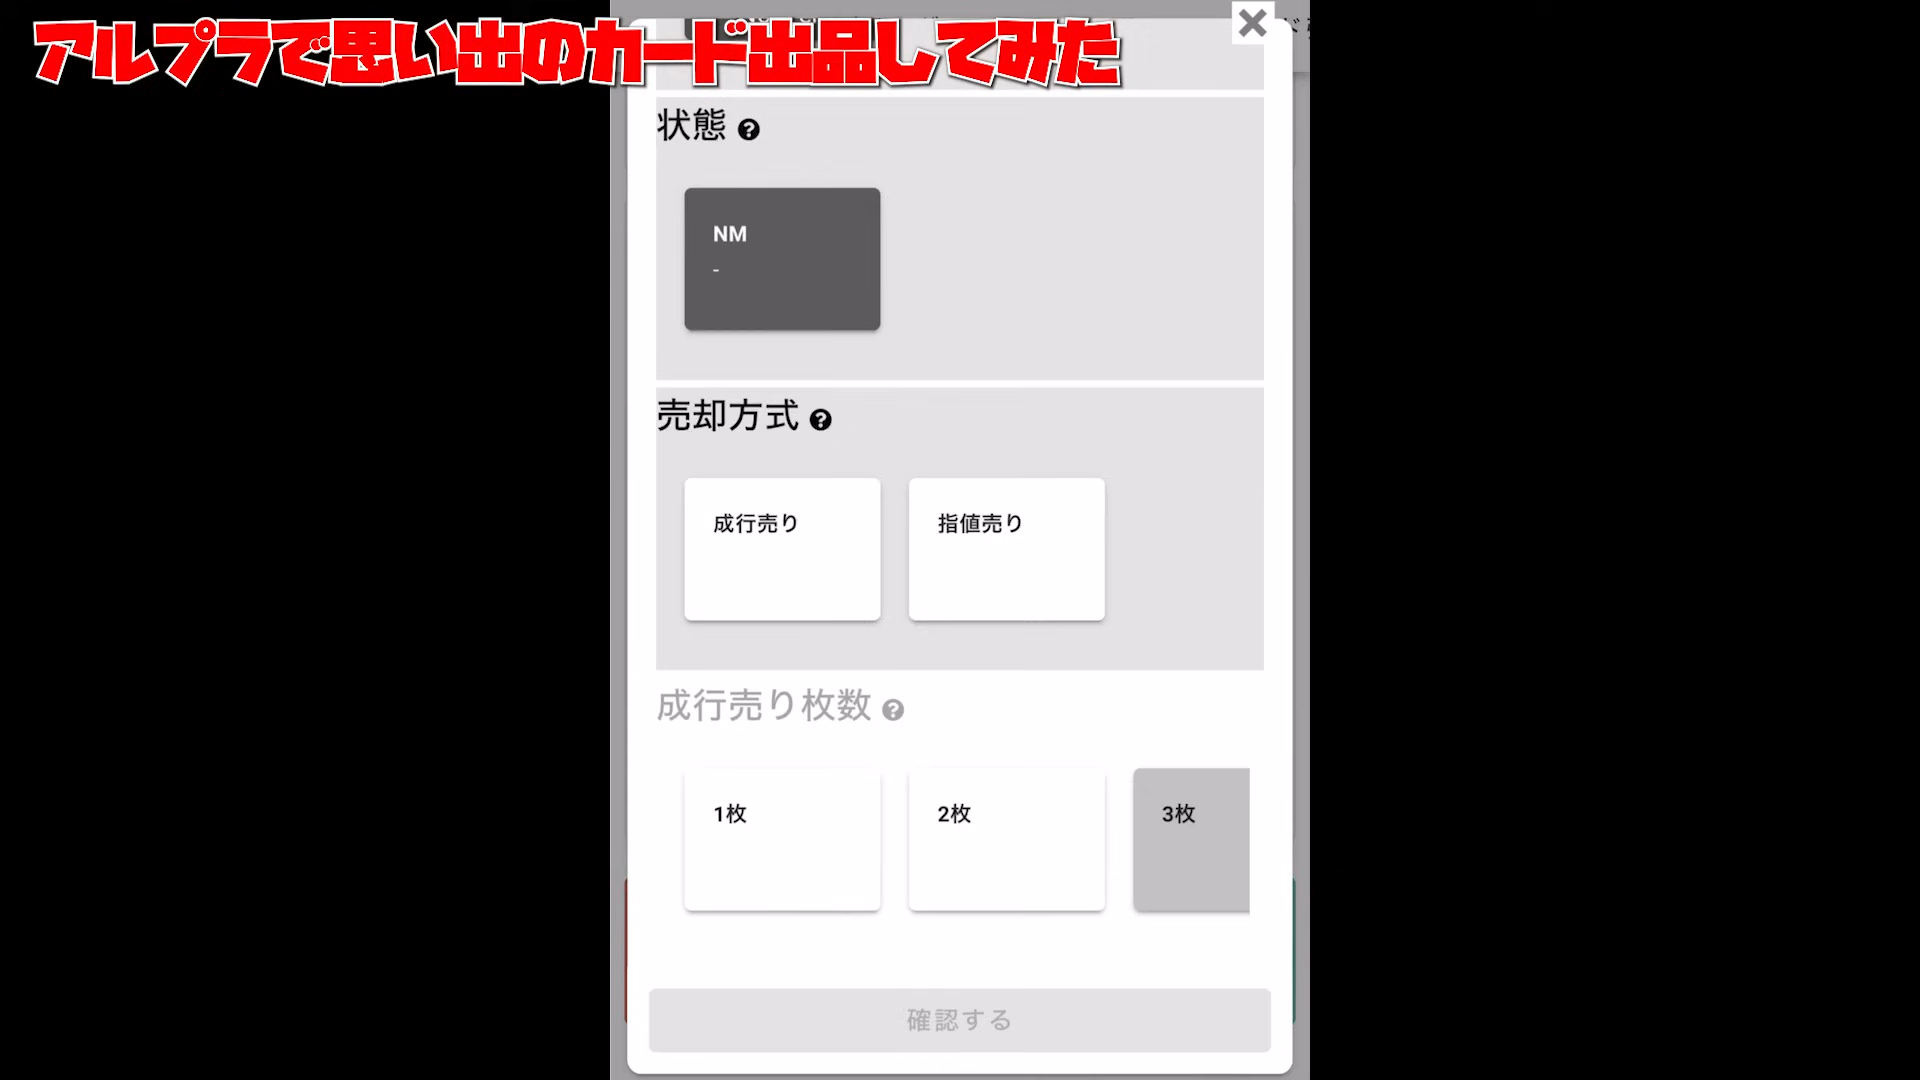 アルプラで思い出のカード出品してみた
状態 ?
NM
-
売却方式 ?
成行売り
指値売り
成行売り枚数 ?
1枚
2枚
3枚
確認する